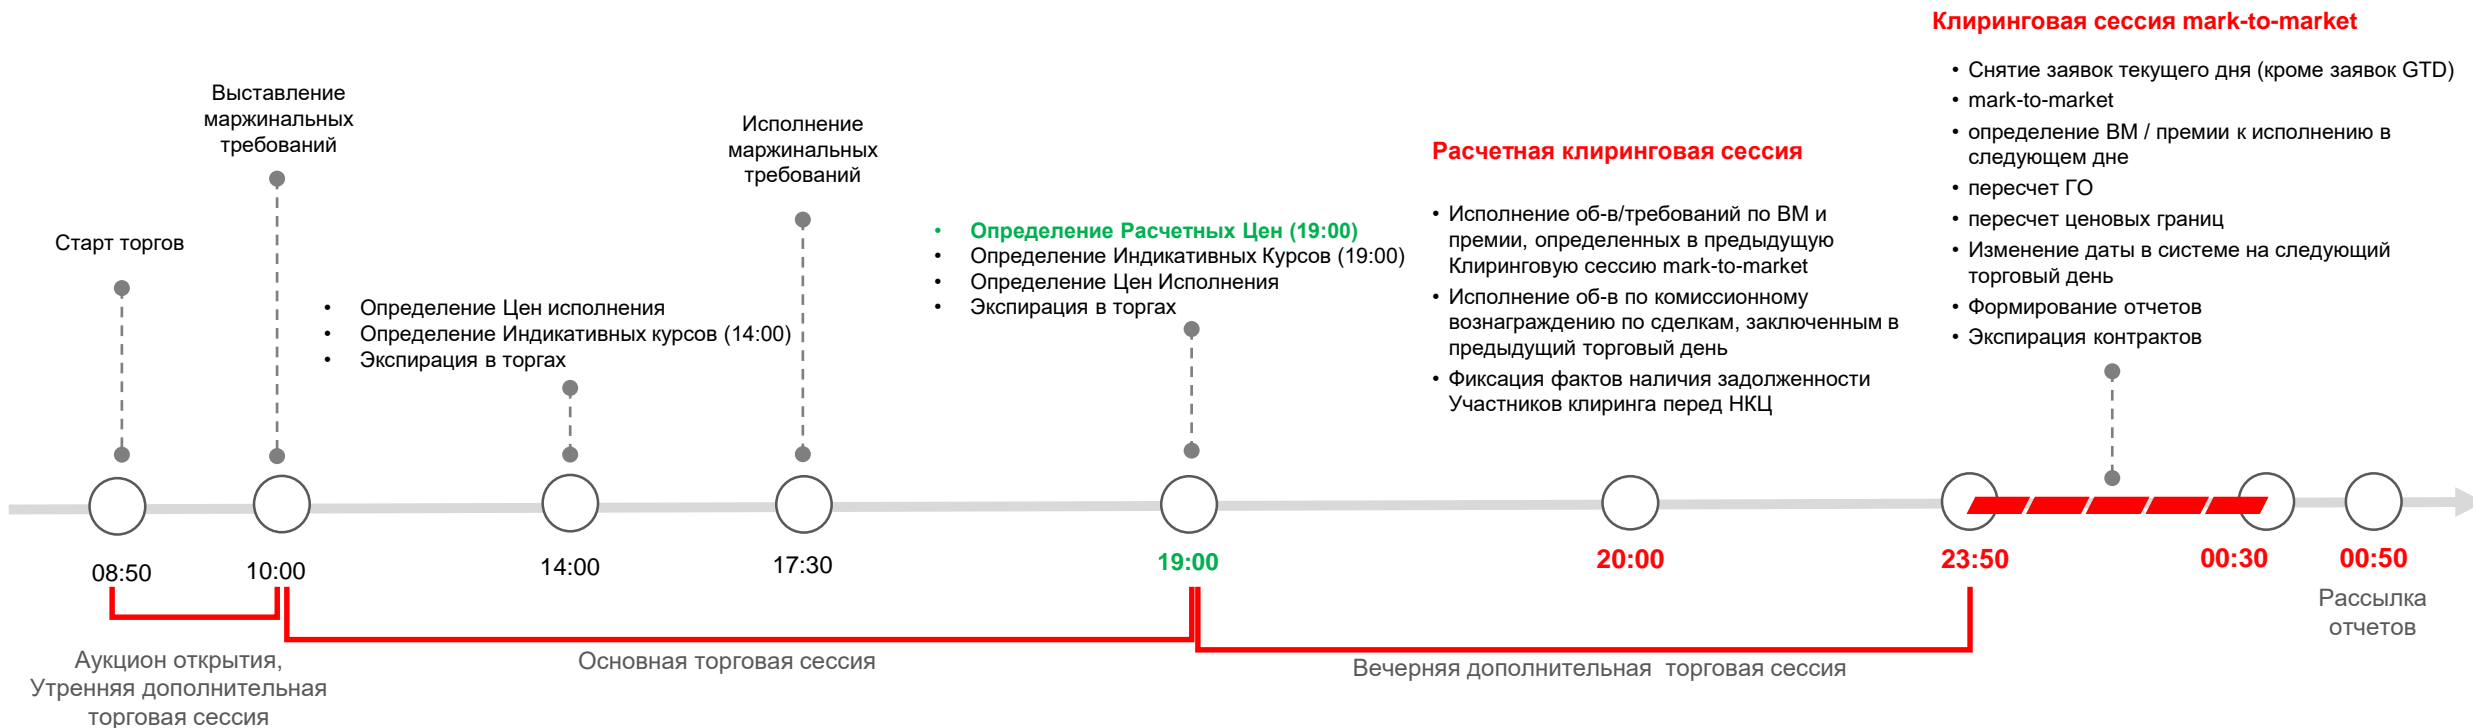 Клиринговая сессия mark-to-market
• Снятие заявок текущего дня (кроме заявок GTD)
• mark-to-market
• определение ВМ / премии к исполнению в
следующем дне
• пересчет ГО
• пересчет ценовых границ
• Изменение даты в системе на следующий
торговый день
• Формирование отчетов
• Экспирация контрактов
Выставление
маржинальных
требований
Исполнение
маржинальных
требований
Расчетная клиринговая сессия
• Исполнение об-в/требований по ВМ и
премии, определенных в предыдущую
Клиринговую сессию mark-to-market
• Исполнение об-в по комиссионному
вознаграждению по сделкам, заключенным в
предыдущий торговый день
• Фиксация фактов наличия задолженности
Участников клиринга перед НКЦ
Старт торгов
• Определение Расчетных Цен (19:00)
• Определение Индикативных Курсов (19:00)
• Определение Цен Исполнения
• Экспирация в торгах
• Определение Цен исполнения
• Определение Индикативных курсов (14:00)
• Экспирация в торгах
08:50
10:00
14:00
17:30
19:00
20:00
23:50
00:30
00:50
Рассылка
отчетов
Аукцион открытия,
Утренняя дополнительная
торговая сессия
Основная торговая сессия
Вечерняя дополнительная торговая сессия